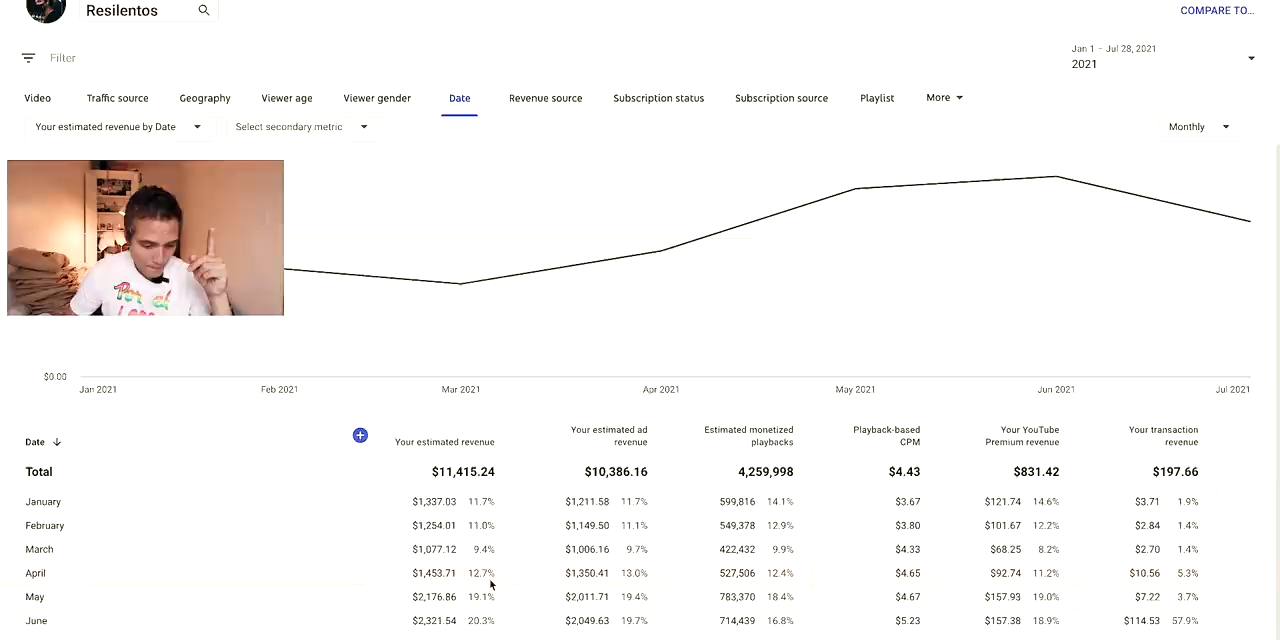 Resilentos
COMPARE TO...
Filter
Jan 1 – Jul 28, 2021
2021
Video Traffic source Geography Viewer age Viewer gender Date Revenue source Subscription status Subscription source Playlist More
Your estimated revenue by Date Select secondary metric Monthly
Por al
$0.00
Jan 2021 Feb 2021 Mar 2021 Apr 2021 May 2021 Jun 2021 Jul 2021
Date Your estimated revenue Your estimated ad revenue Estimated monetized playbacks Playback-based CPM Your YouTube Premium revenue Your transaction revenue
Total $11,415.24 $10,386.16 4,259,998 $4.43 $831.42 $197.66
January $1,337.03 11.7% $1,211.58 11.7% 599,816 14.1% $3.67 $121.74 14.6% $3.71 1.9%
February $1,254.01 11.0% $1,149.50 11.1% 549,378 12.9% $3.80 $101.67 12.2% $2.84 1.4%
March $1,077.12 9.4% $1,006.16 9.7% 422,432 9.9% $4.33 $68.25 8.2% $2.70 1.4%
April $1,453.71 12.7% $1,350.41 13.0% 527,506 12.4% $4.65 $92.74 11.2% $10.56 5.3%
May $2,176.86 19.1% $2,011.71 19.4% 783,370 18.4% $4.67 $157.93 19.0% $7.22 3.7%
June $2,321.54 20.3% $2,049.63 19.7% 714,439 16.8% $5.23 $157.38 18.9% $114.53 57.9%